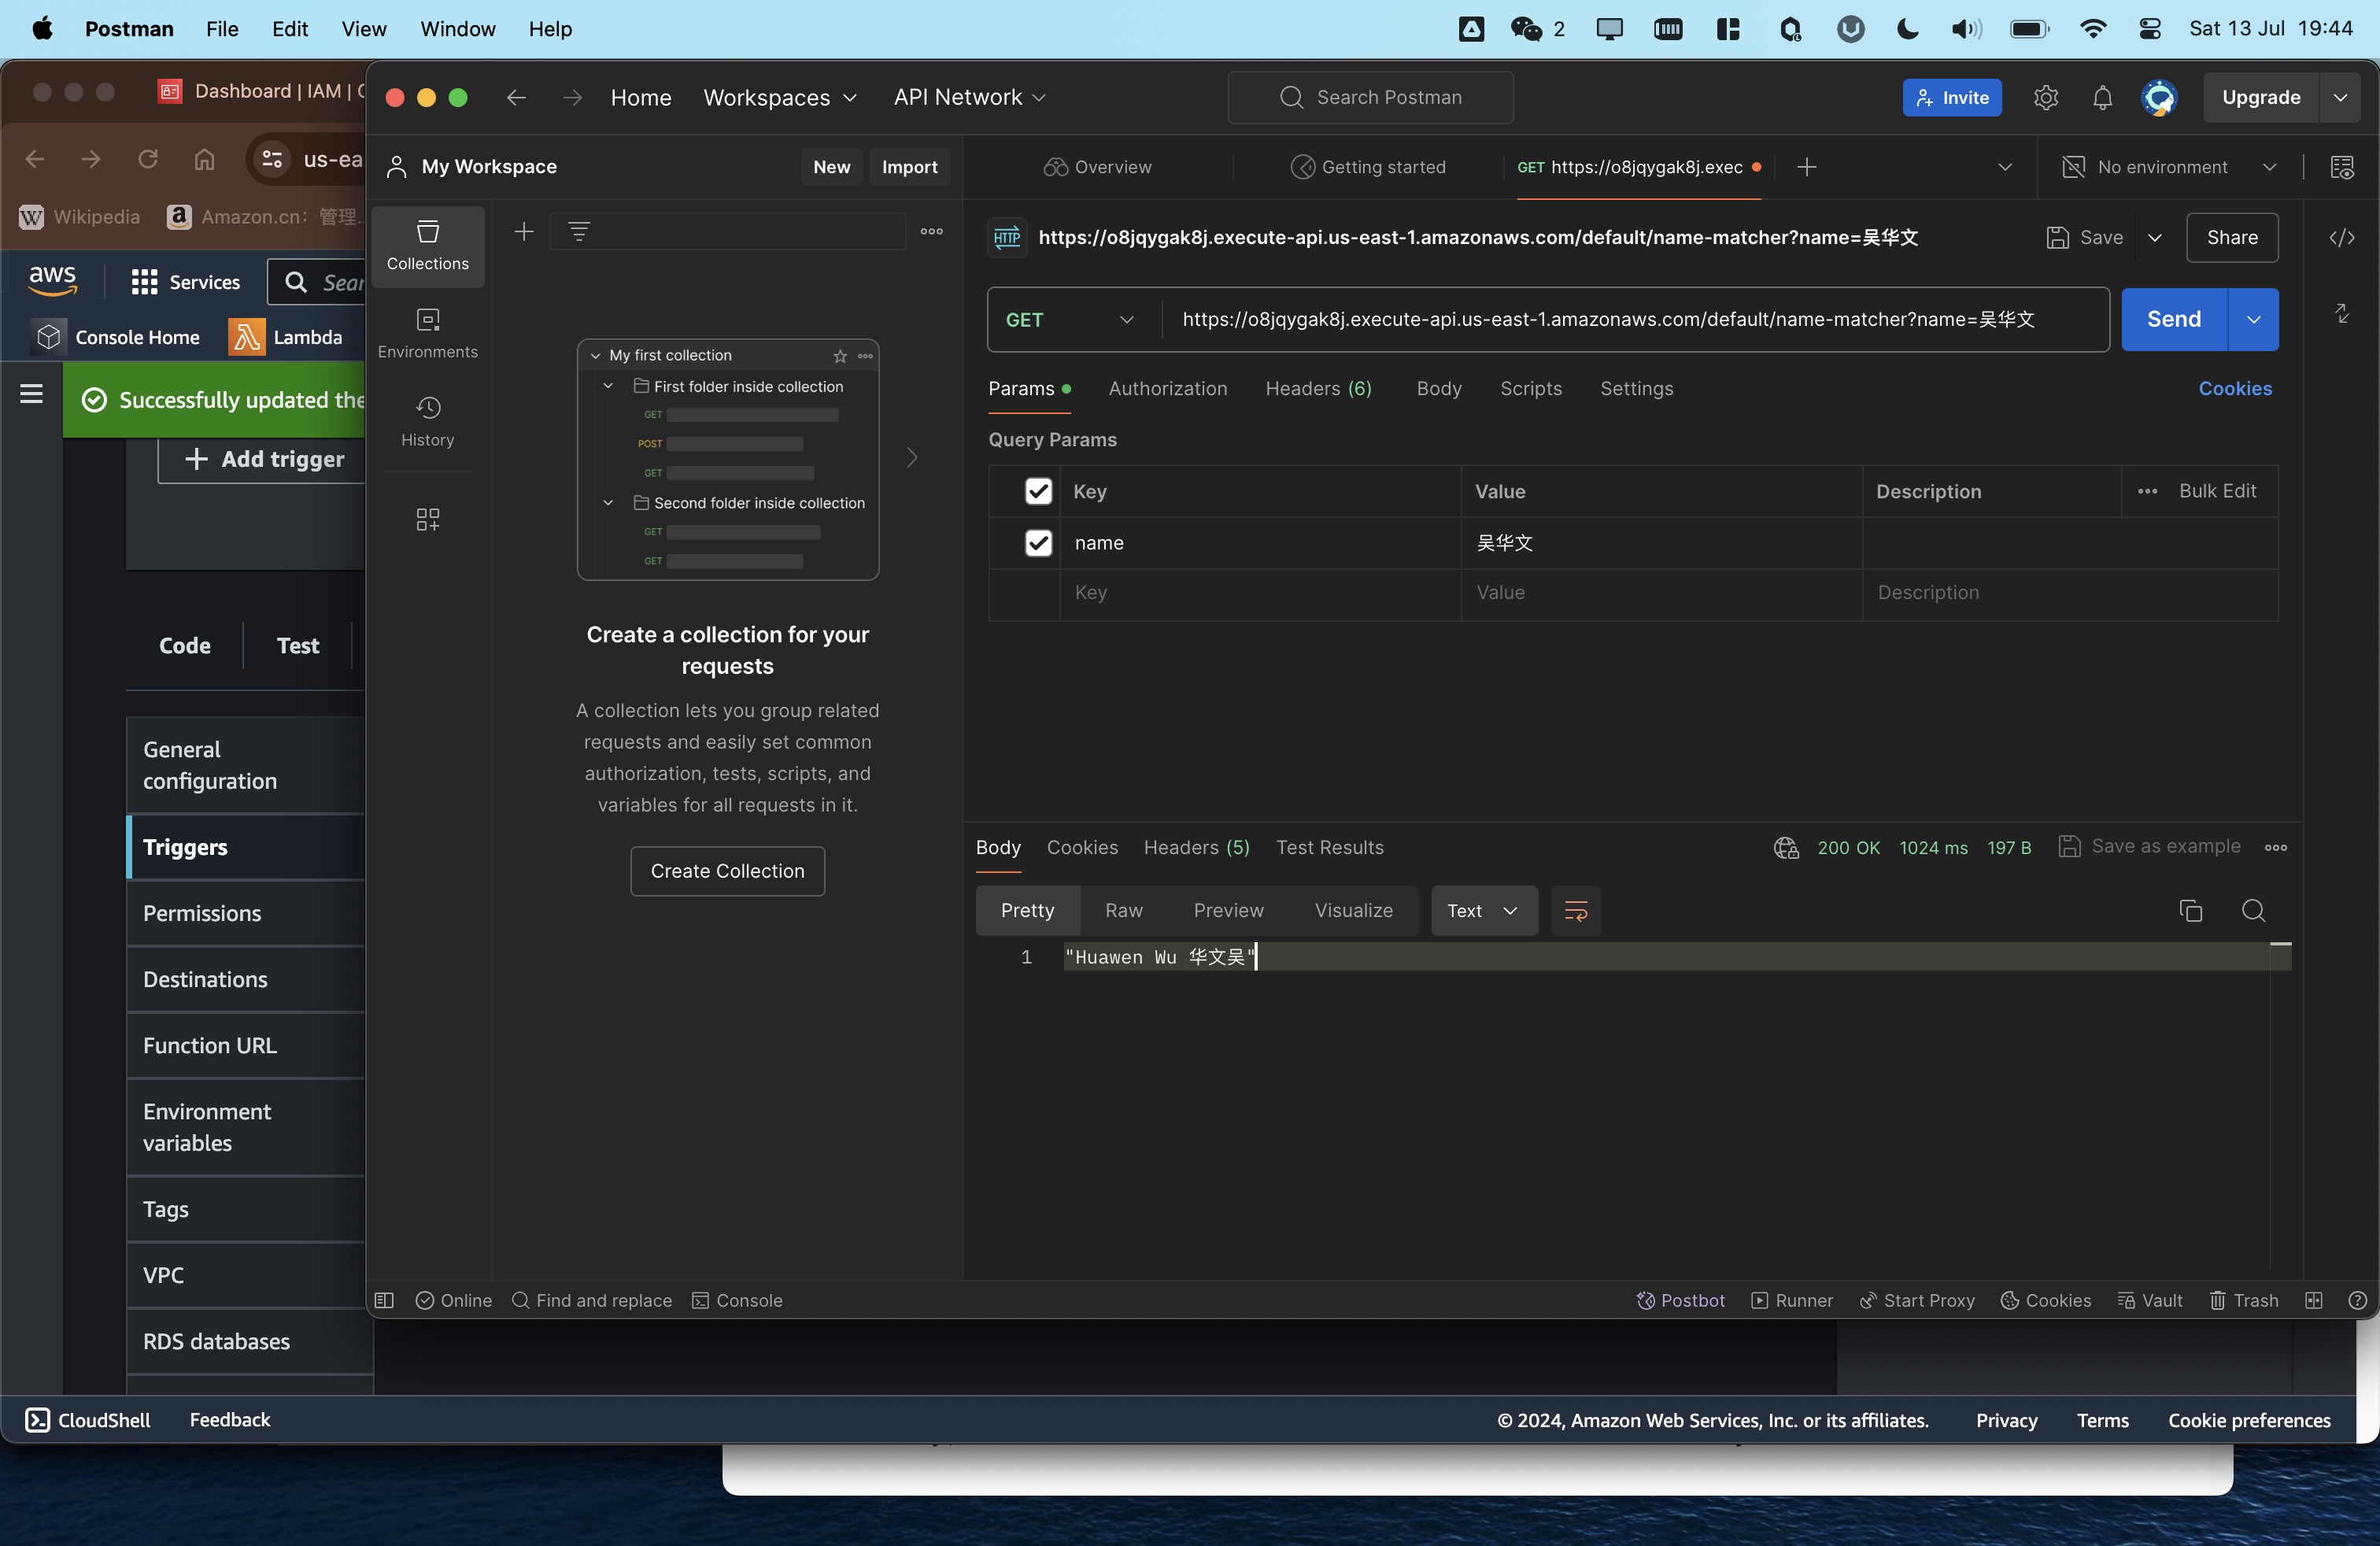 Postman File Edit View Window Help
2
Sat 13 Jul 19:44
Dashboard | IAM |
us-ea
Wikipedia
Amazon.cn：管理...
aws
Services
Sear
Console Home
Lambda
Successfully updated the
Add trigger
Code
Test
General configuration
Triggers
Permissions
Destinations
Function URL
Environment variables
Tags
VPC
RDS databases
Home Workspaces API Network
Search Postman
Invite
Upgrade
My Workspace
New
Import
Overview
Getting started
GET https://o8jqygak8j.exec
No environment
Collections
Environments
History
My first collection
First folder inside collection
GET
POST
GET
Second folder inside collection
GET
GET
Create a collection for your
requests
A collection lets you group related
requests and easily set common
authorization, tests, scripts, and
variables for all requests in it.
Create Collection
HTTP
https://o8jqygak8j.execute-api.us-east-1.amazonaws.com/default/name-matcher?name=吴华文
Save
Share
GET
https://o8jqygak8j.execute-api.us-east-1.amazonaws.com/default/name-matcher?name=吴华文
Send
Params Authorization Headers (6) Body Scripts Settings
Cookies
Query Params
Key Value Description Bulk Edit
name 吴华文
Key Value Description
Body Cookies Headers (5) Test Results
200 OK 1024 ms 197 B
Save as example
Pretty Raw Preview Visualize
Text
1 "Huawen Wu 华文吴"
Online
Find and replace
Console
Postbot
Runner
Start Proxy
Cookies
Vault
Trash
CloudShell
Feedback
© 2024, Amazon Web Services, Inc. or its affiliates.
Privacy
Terms
Cookie preferences